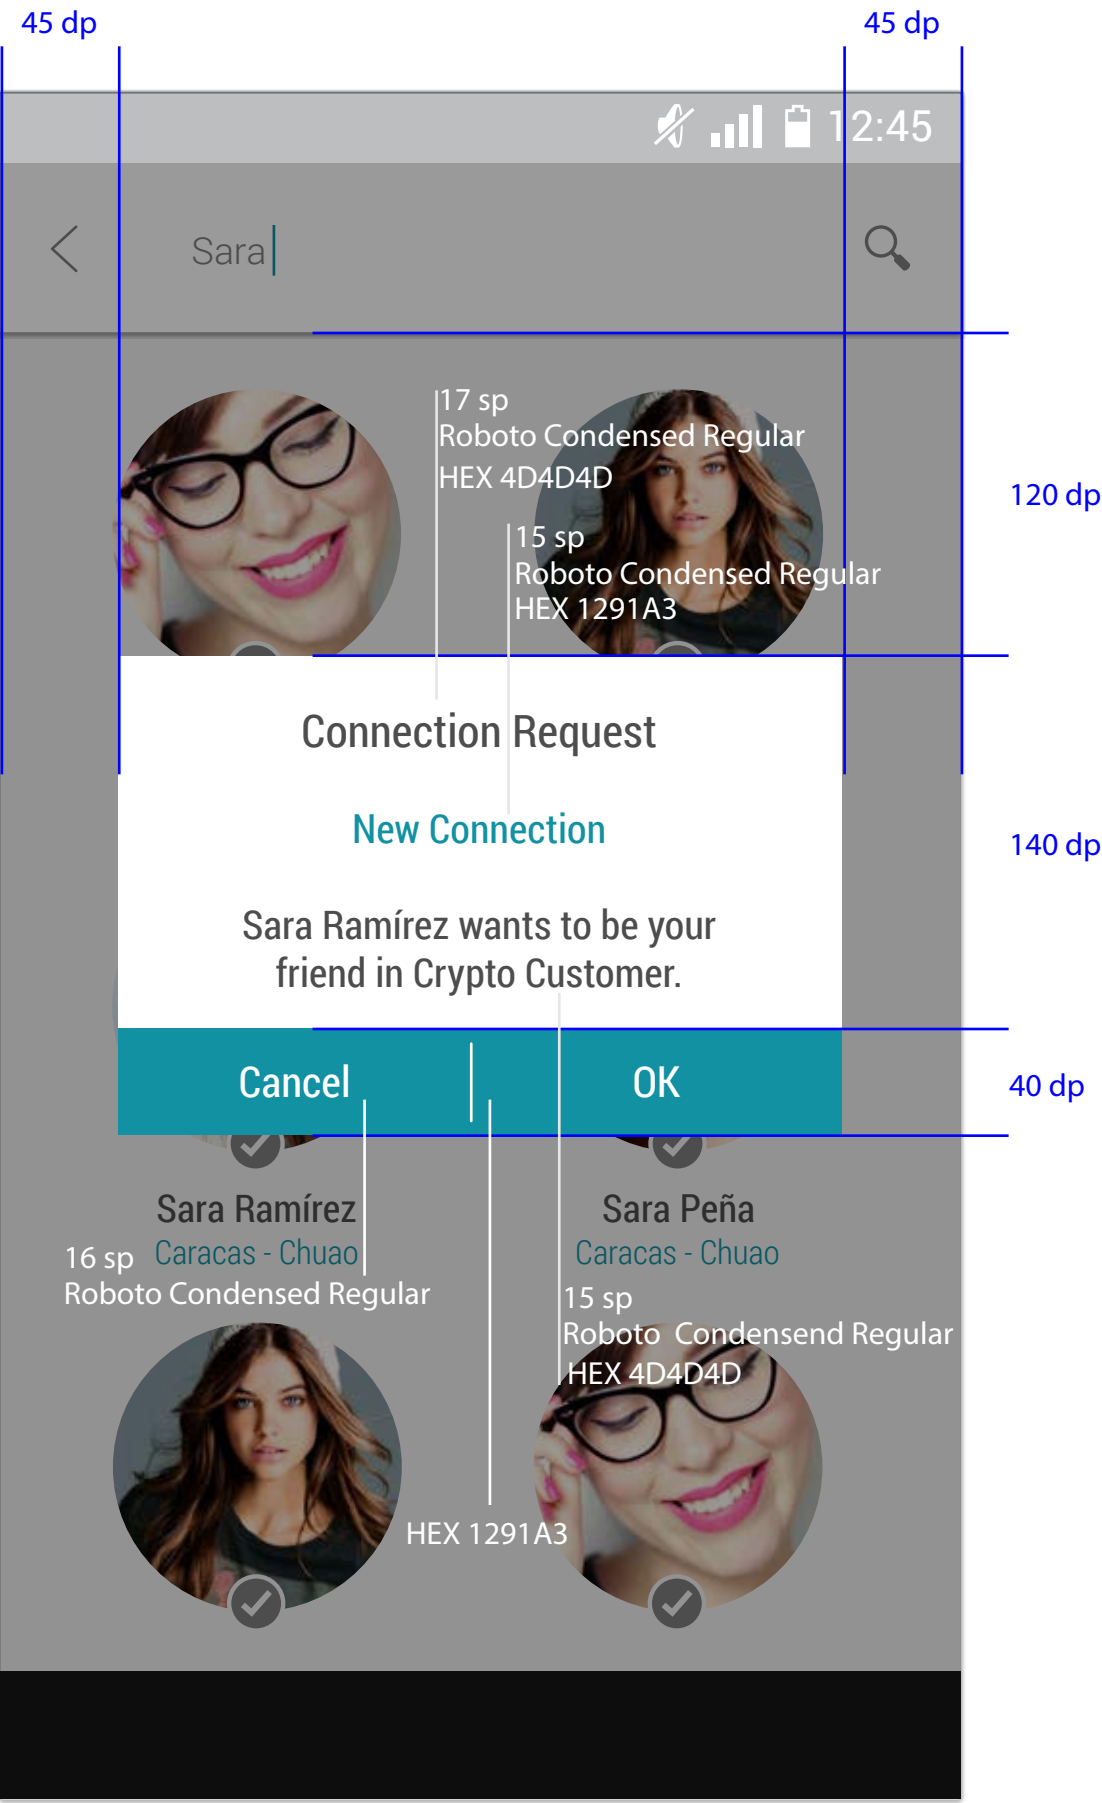 45 dp
45 dp
12:45
Sara
17 sp
Roboto Condensed Regular
HEX 4D4D4D
120 dp
15 sp
Roboto Condensed Regular
HEX 1291A3
Connection Request
New Connection
140 dp
Sara Ramírez wants to be your
friend in Crypto Customer.
Cancel
OK
40 dp
Sara Ramírez
Caracas - Chuao
Sara Peña
Caracas - Chuao
16 sp
Roboto Condensed Regular
15 sp
Roboto  Condensend Regular
HEX 4D4D4D
HEX 1291A3